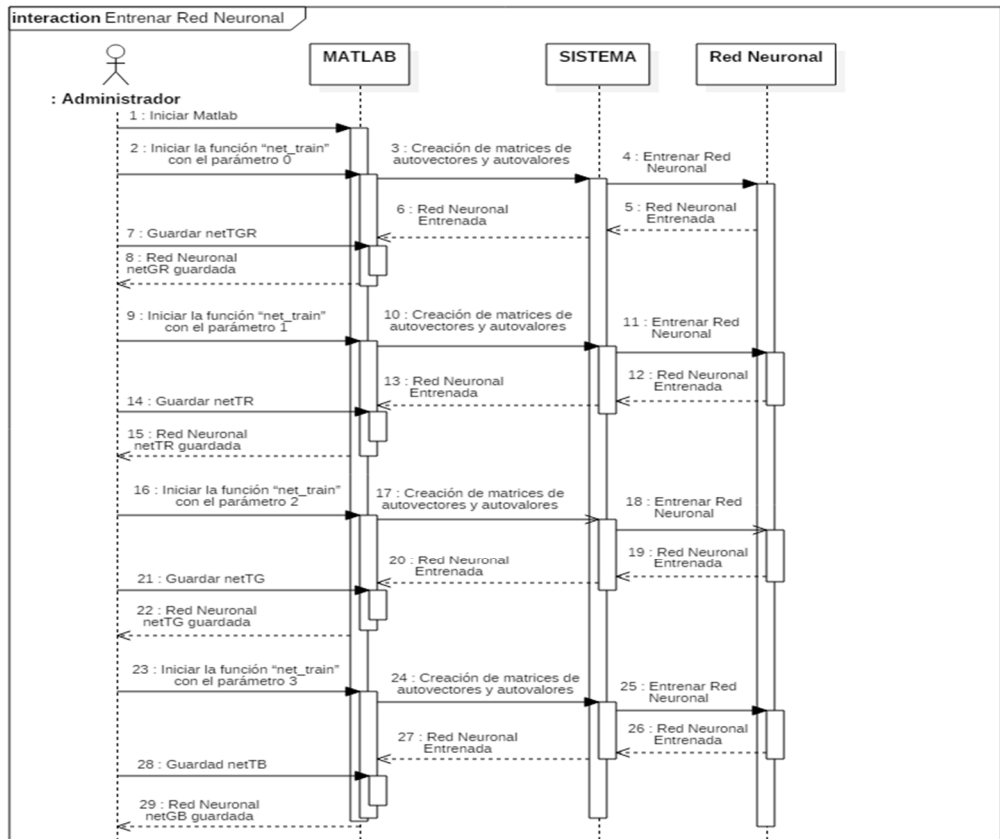 interaction Entrenar Red Neuronal
MATLAB
SISTEMA
Red Neuronal
: Administrador
1 : Iniciar Matlab
2 : Iniciar la función “net_train”
con el parámetro 0
3 : Creación de matrices de
autovectores y autovalores
4 : Entrenar Red
Neuronal
5 : Red Neuronal
Entrenada
6 : Red Neuronal
Entrenada
7 : Guardar netTGR
8 : Red Neuronal
netGR guardada
9 : Iniciar la función “net_train”
con el parámetro 1
10 : Creación de matrices de
autovectores y autovalores
11 : Entrenar Red
Neuronal
12 : Red Neuronal
Entrenada
13 : Red Neuronal
Entrenada
14 : Guardar netTR
15 : Red Neuronal
netTR guardada
16 : Iniciar la función “net_train”
con el parámetro 2
17 : Creación de matrices de
autovectores y autovalores
18 : Entrenar Red
Neuronal
19 : Red Neuronal
Entrenada
20 : Red Neuronal
Entrenada
21 : Guardar netTG
22 : Red Neuronal
netTG guardada
23 : Iniciar la función “net_train”
con el parámetro 3
24 : Creación de matrices de
autovectores y autovalores
25 : Entrenar Red
Neuronal
26 : Red Neuronal
Entrenada
27 : Red Neuronal
Entrenada
28 : Guardad netTB
29 : Red Neuronal
netGB guardada